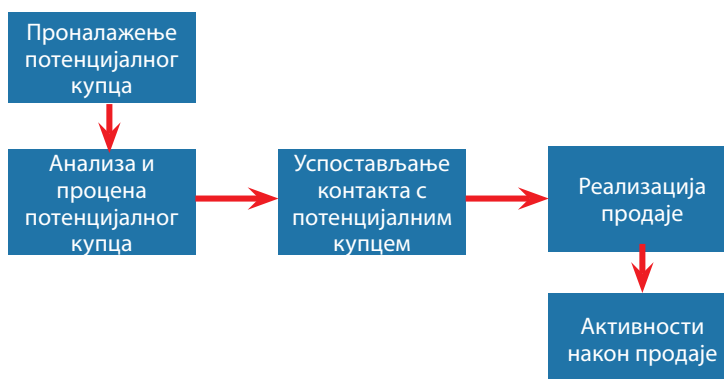 Проналажење
потенцијалног
купца
Анализа и
процена
потенцијалног
купца
Успостављање
контакта с
потенцијалним
купцем
Реализација
продаје
Активности
након продаје